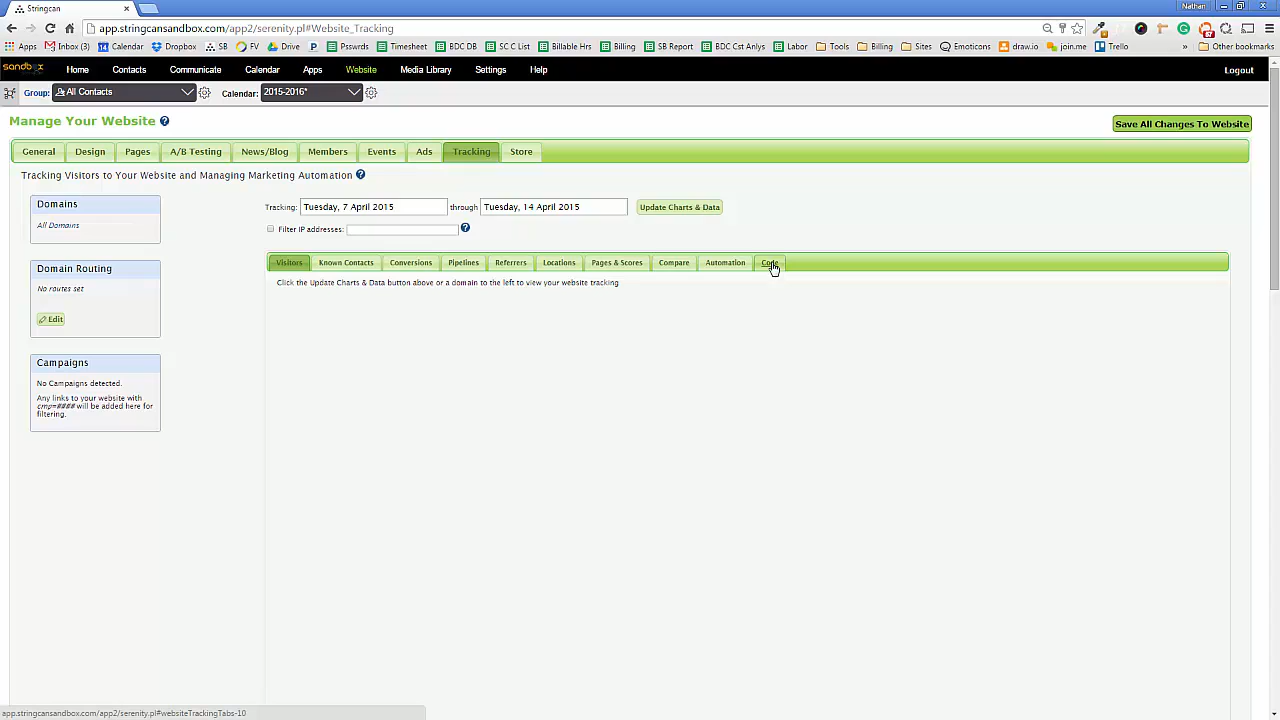 Stringcan
Nathan
app.stringcansandbox.com/app2/serenity.pl#Website_Tracking
Apps Inbox (3) Calendar Dropbox SB FV Drive Psswrds Timesheet BDC DB SC C List Billable Hrs Billing BDC Cst Anlys Labor Tools Billing Sites Emoticons draw.io join.me Trello » Other bookmarks
sandbox Home Contacts Communicate Calendar Apps Website Media Library Settings Help Logout
Group: All Contacts Calendar: 2015-2016*
Manage Your Website ? Save All Changes To Website
General Design Pages A/B Testing News/Blog Members Events Ads Tracking Store
Tracking Visitors to Your Website and Managing Marketing Automation ?
Domains
All Domains
Domain Routing
No routes set
Edit
Campaigns
No Campaigns detected.
Any links to your website with
cmp=#### will be added here for
filtering.
Tracking: Tuesday, 7 April 2015 through Tuesday, 14 April 2015 Update Charts & Data
Filter IP addresses: ?
Visitors Known Contacts Conversions Pipelines Referrers Locations Pages & Scores Compare Automation Code
Click the Update Charts & Data button above or a domain to the left to view your website tracking
app.stringcansandbox.com/app2/serenity.pl#websiteTrackingTabs-10